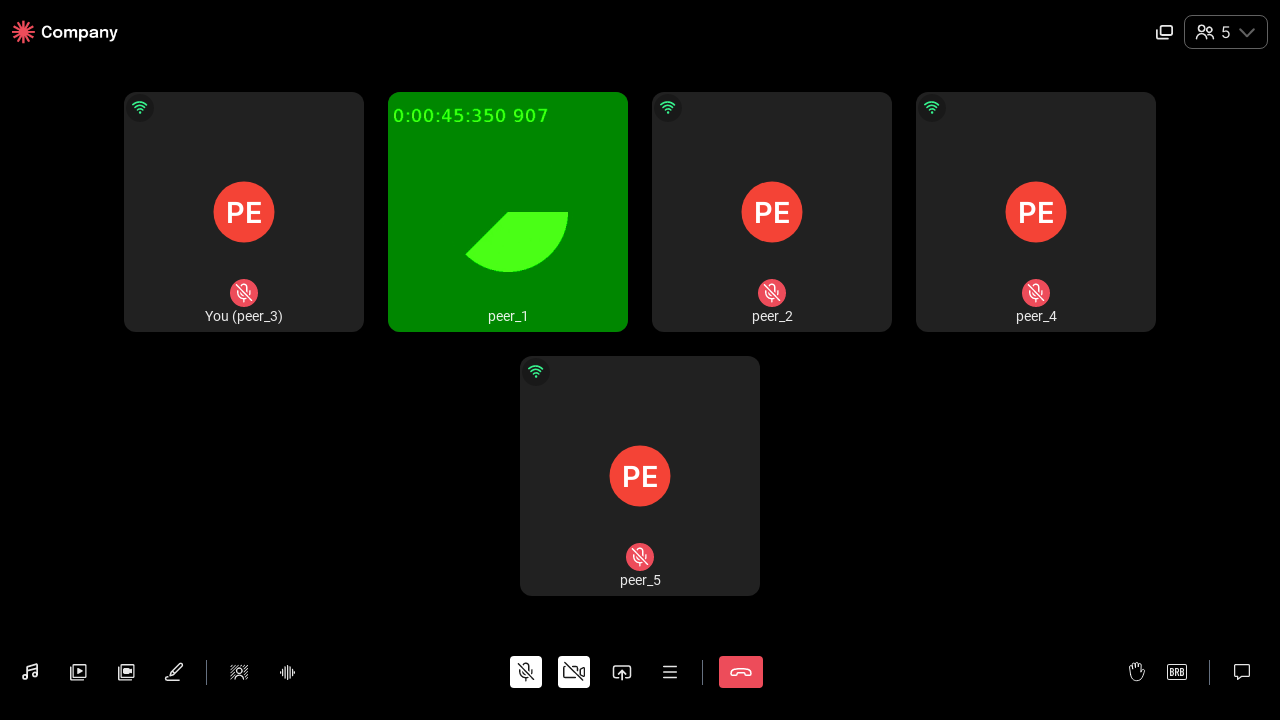 Company
5
0:00:45:350 907
PE
PE
PE
You (peer_3)
peer_1
peer_2
peer_4
PE
peer_5
BRB